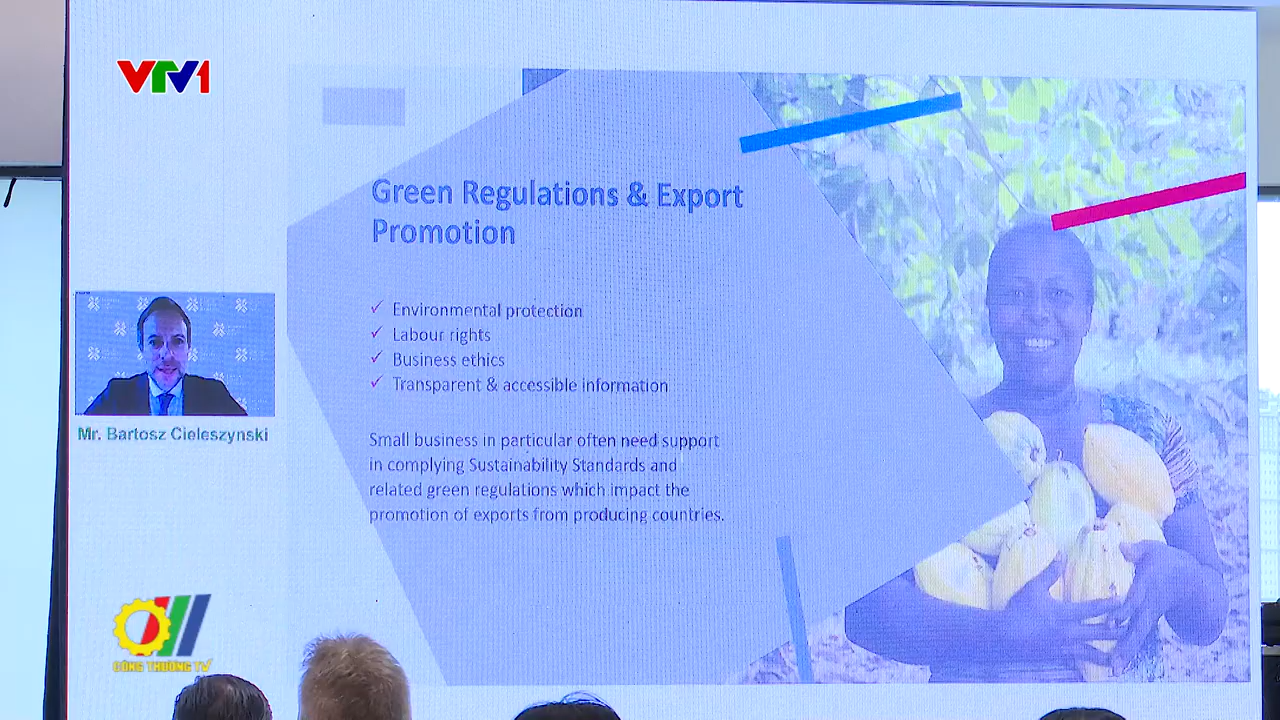 VTV1
Green Regulations & Export
Promotion
✓ Environmental protection
✓ Labour rights
✓ Business ethics
✓ Transparent & accessible information
Small business in particular often need support
in complying Sustainability Standards and
related green regulations which impact the
promotion of exports from producing countries.
Mr. Bartosz Cieleszynski
CÔNG THƯƠNG TV